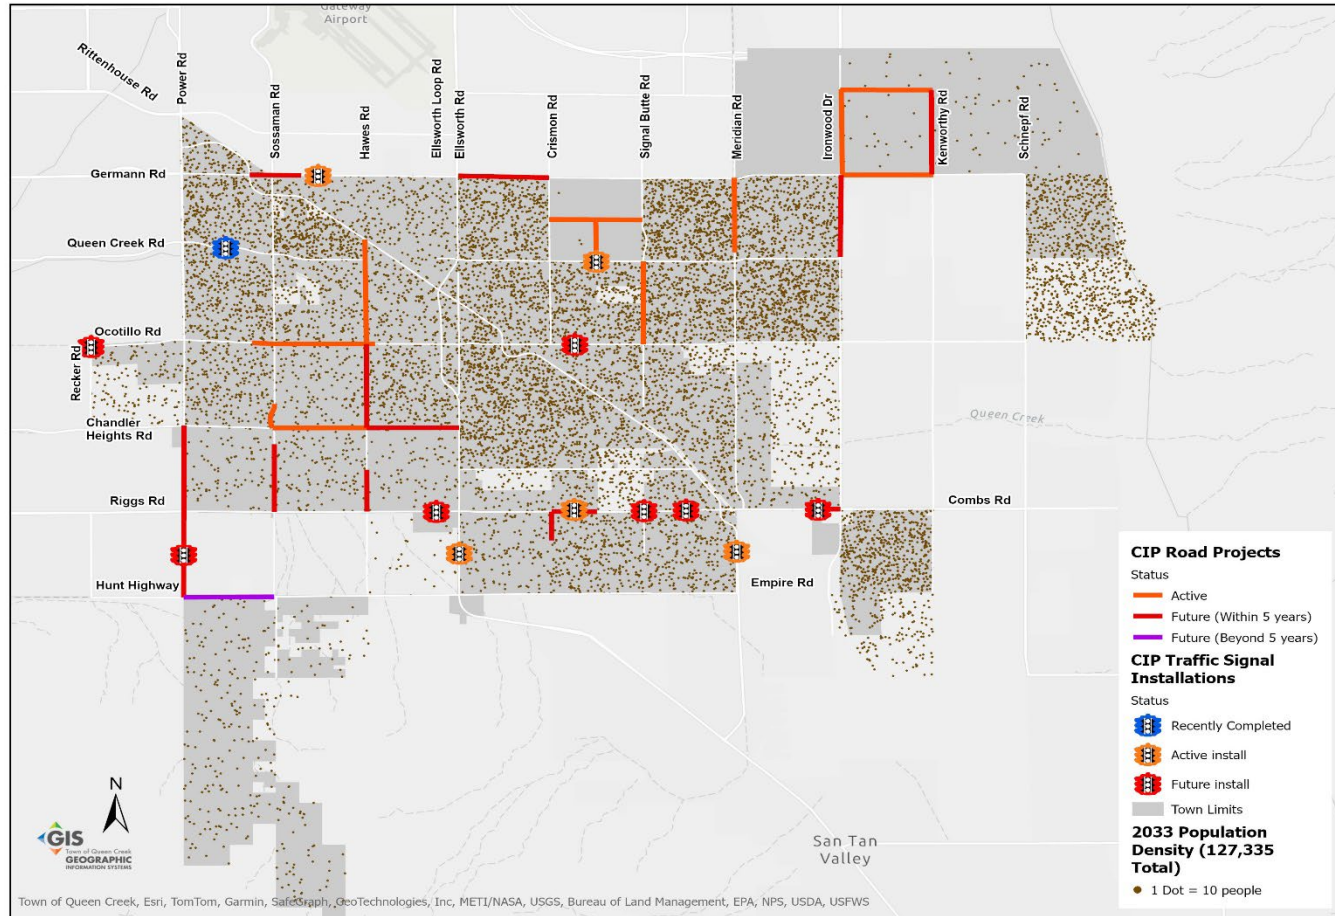 Gateway
Airport
Rittenhouse Rd
Power Rd
Sossaman Rd
Hawes Rd
Ellsworth Loop Rd
Ellsworth Rd
Crismon Rd
Signal Butte Rd
Meridian Rd
Ironwood Dr
Kenworthy Rd
Schnepf Rd
Germann Rd
Queen Creek Rd
Ocotillo Rd
Recker Rd
Chandler
Heights Rd
Queen Creek
Riggs Rd
Combs Rd
Hunt Highway
Empire Rd
San Tan
Valley
CIP Road Projects
Status
Active
Future (Within 5 years)
Future (Beyond 5 years)
CIP Traffic Signal
Installations
Status
Recently Completed
Active install
Future install
Town Limits
2033 Population
Density (127,335
Total)
1 Dot = 10 people
N
GIS
Town of Queen Creek
GEOGRAPHIC
INFORMATION SYSTEMS
Town of Queen Creek, Esri, TomTom, Garmin, SafeGraph, GeoTechnologies, Inc, METI/NASA, USGS, Bureau of Land Management, EPA, NPS, USDA, USFWS